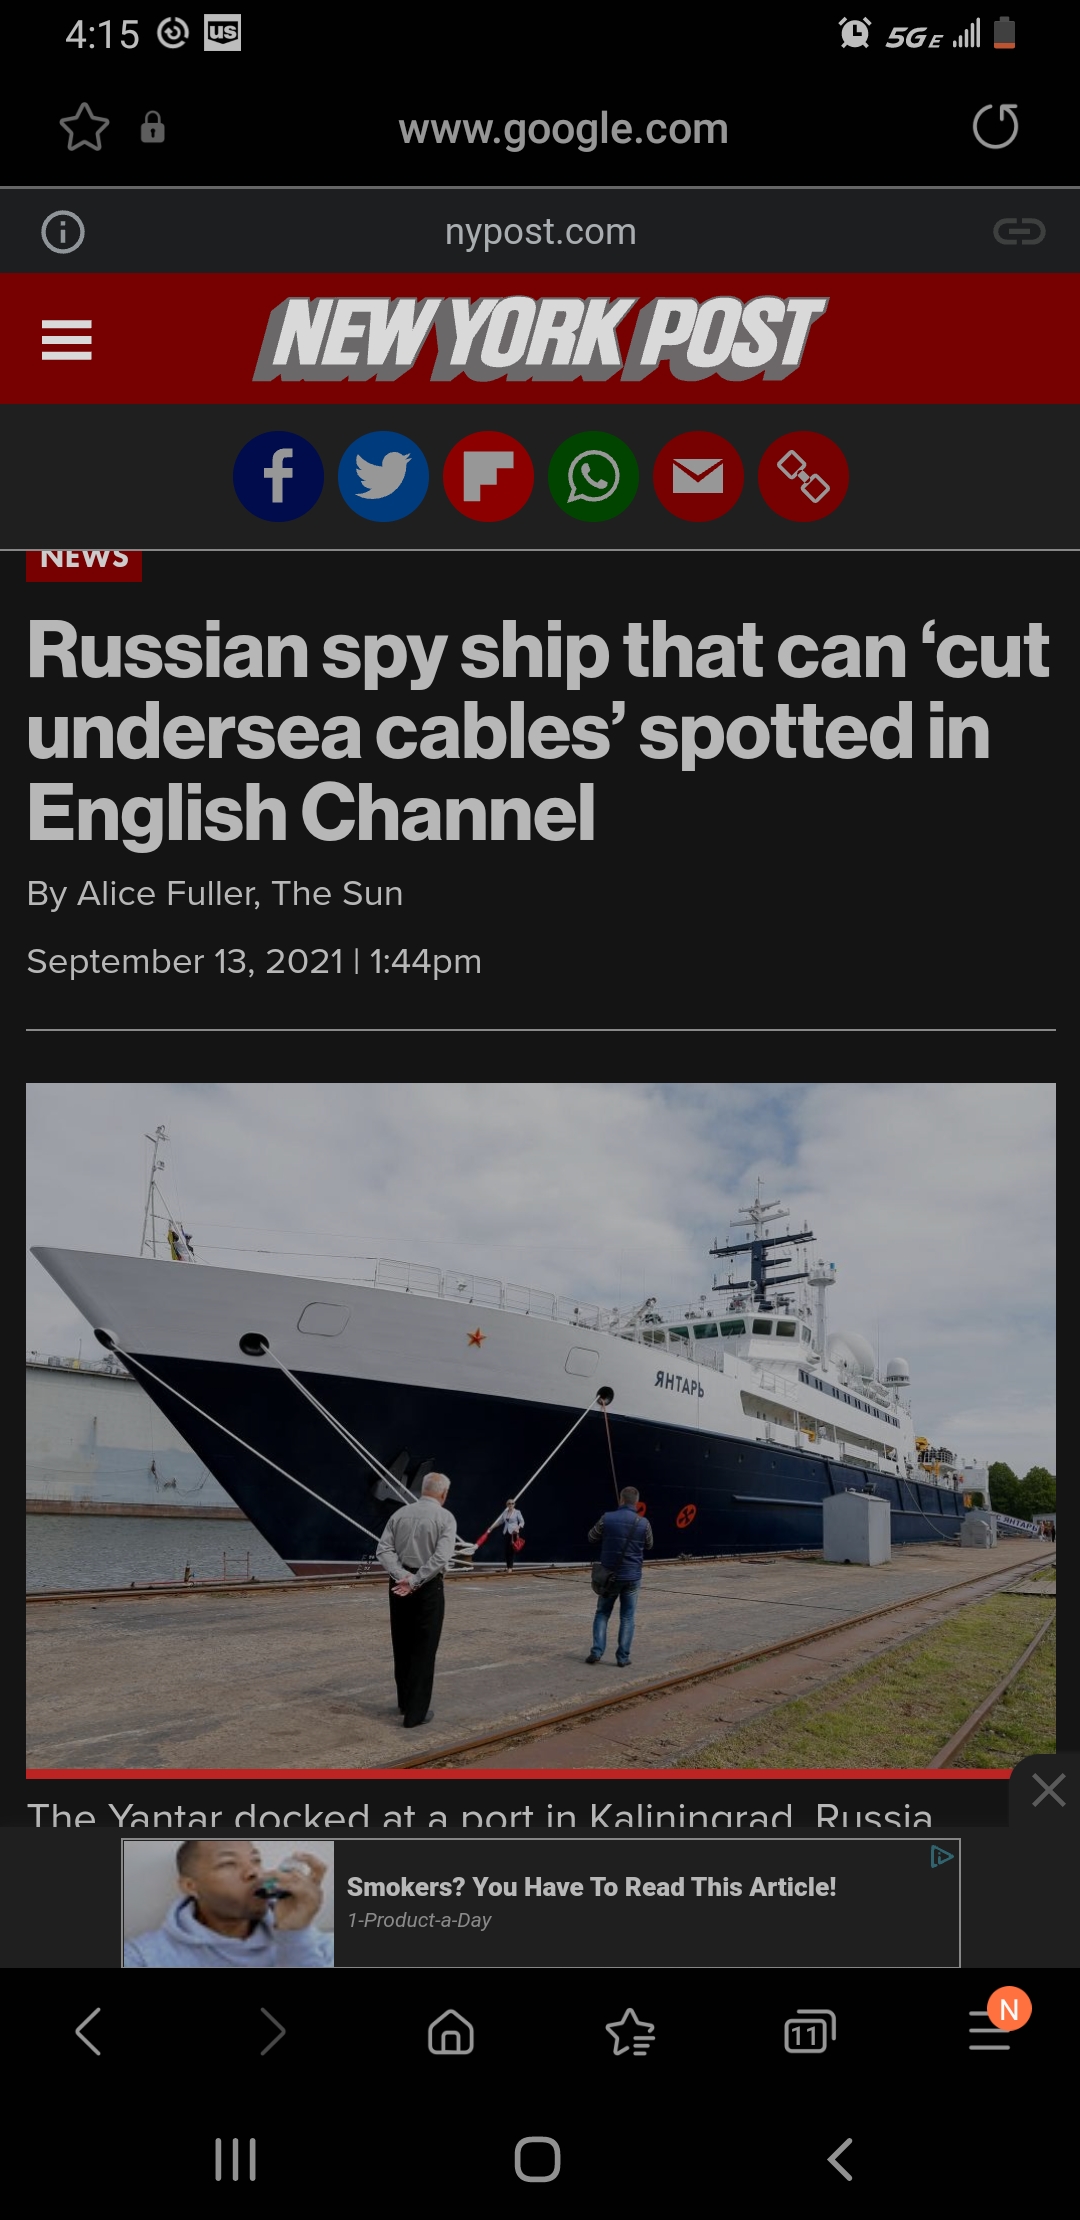 4:15 us 5GE
www.google.com
nypost.com
NEW YORK POST
NEWS
Russian spy ship that can ‘cut
undersea cables’ spotted in
English Channel
By Alice Fuller, The Sun
September 13, 2021 | 1:44pm
ЯНТАРЬ
ЯНТАРЬ
The Yantar docked at a port in Kaliningrad, Russia
Smokers? You Have To Read This Article!
1-Product-a-Day
11
N